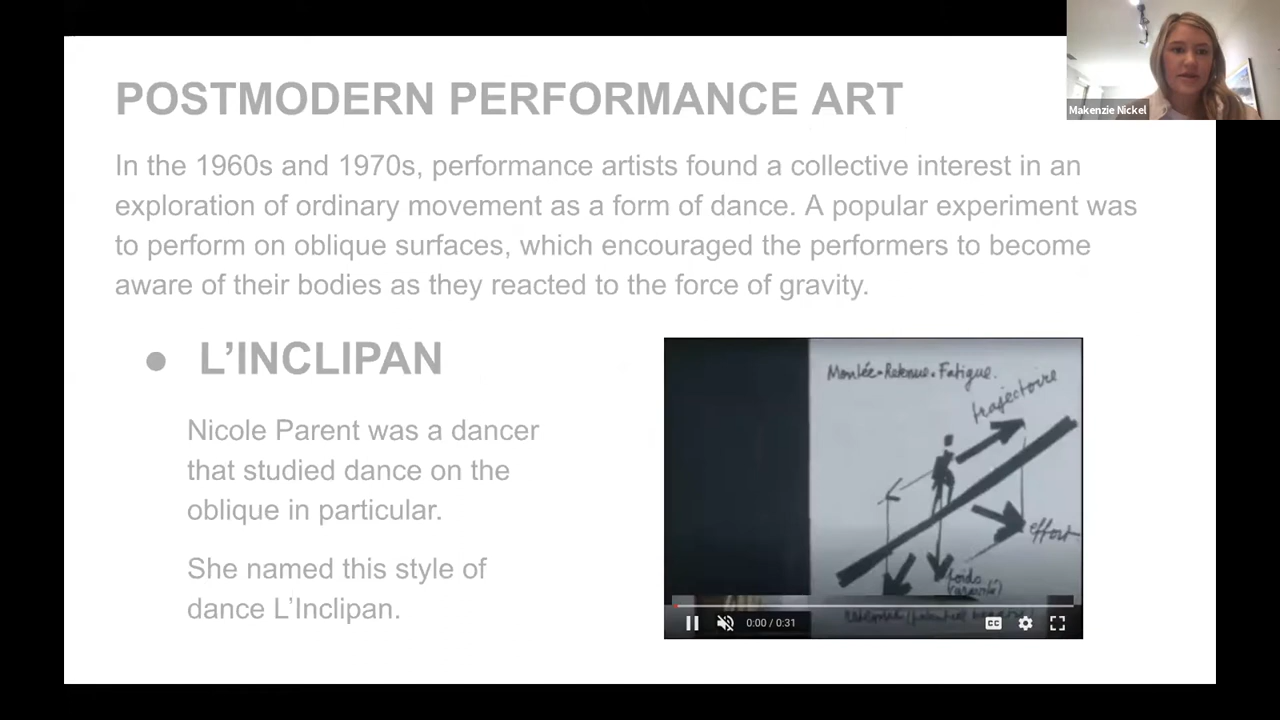 POSTMODERN PERFORMANCE ART
Makenzie Nickel
In the 1960s and 1970s, performance artists found a collective interest in an
exploration of ordinary movement as a form of dance. A popular experiment was
to perform on oblique surfaces, which encouraged the performers to become
aware of their bodies as they reacted to the force of gravity.
● L’INCLIPAN
Nicole Parent was a dancer
that studied dance on the
oblique in particular.
She named this style of
dance L’Inclipan.
Montée - Retenue - Fatigue.
trajectoire
effort
poids
(gravité)
0:00 / 0:31
CC